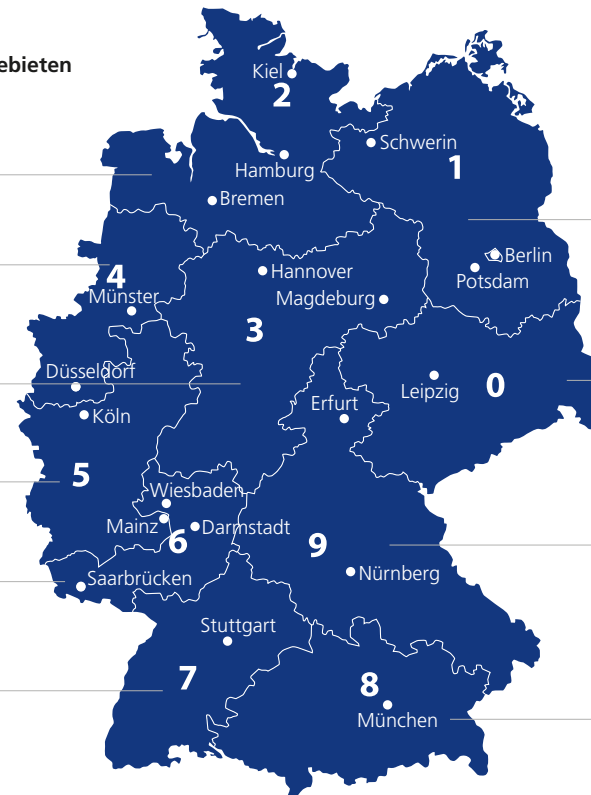 ebieten
Kiel
2
Schwerin
Hamburg
1
Bremen
Berlin
Hannover
Potsdam
4
Münster
Magdeburg
3
Düsseldorf
Leipzig
0
Erfurt
Köln
5
Wiesbaden
Mainz
Darmstadt
6
9
Nürnberg
Saarbrücken
Stuttgart
7
8
München